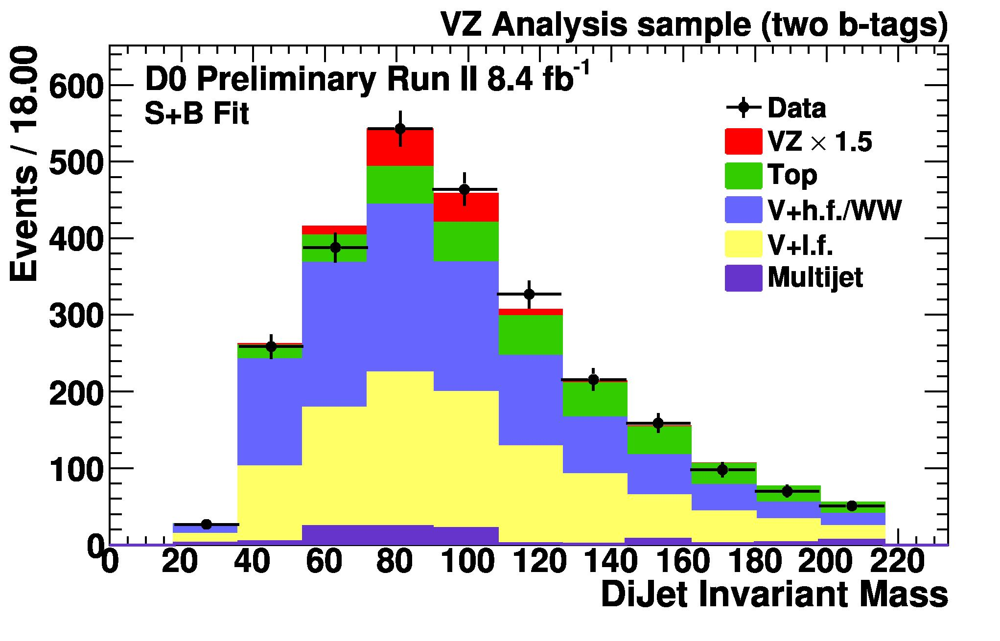 VZ Analysis sample (two b-tags)
Events / 18.00
D0 Preliminary Run II 8.4 fb-1
S+B Fit
Data
VZ × 1.5
Top
V+h.f./WW
V+l.f.
Multijet
600
500
400
300
200
100
0
0 20 40 60 80 100 120 140 160 180 200 220
DiJet Invariant Mass